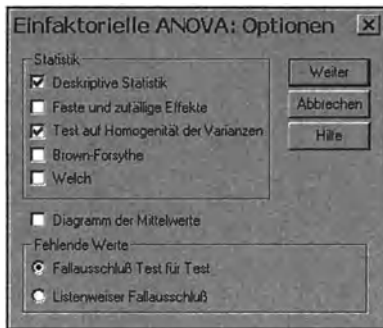 Einfaktorielle ANOVA: Optionen
Statistik
Deskriptive Statistik
Feste und zufällige Effekte
Test auf Homogenität der Varianzen
Brown-Forsythe
Welch
Weiter
Abbrechen
Hilfe
Diagramm der Mittelwerte
Fehlende Werte
Fallausschluß Test für Test
Listenweiser Fallausschluß